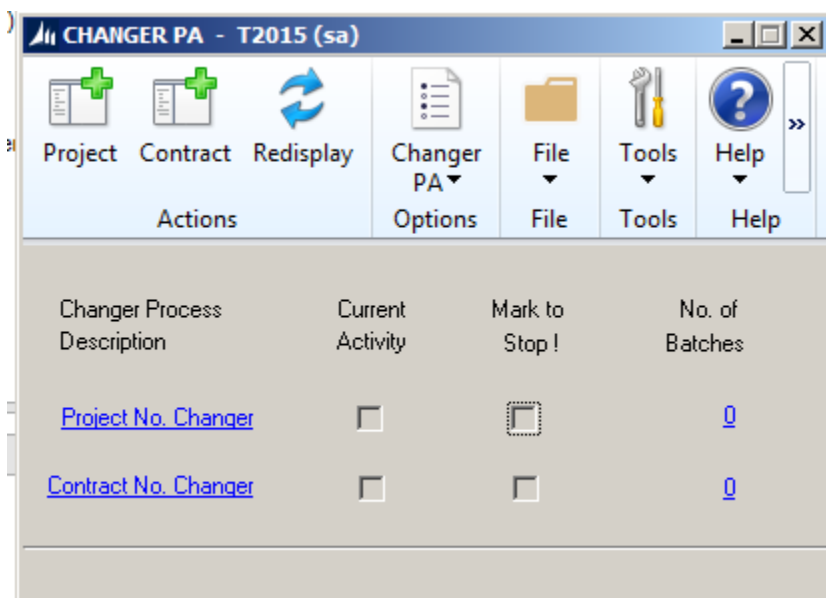 CHANGER PA - T2015 (sa)
Project Contract Redisplay Changer PA File Tools Help »
Actions Options File Tools Help
Changer Process Description Current Activity Mark to Stop ! No. of Batches
Project No. Changer 0
Contract No. Changer 0